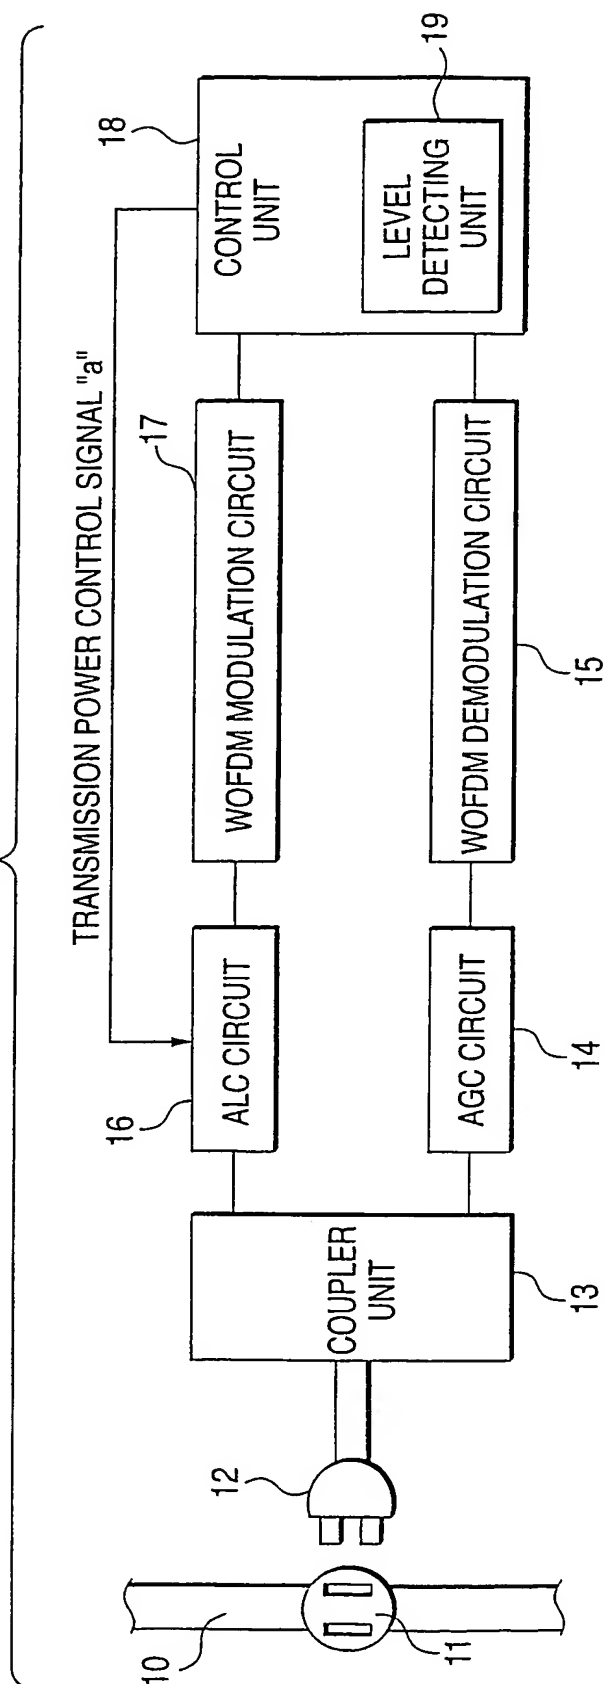 TRANSMISSION POWER CONTROL SIGNAL "a"
10
11
12
COUPLER
UNIT
13
16
ALC CIRCUIT
AGC CIRCUIT
14
17
WOFDM MODULATION CIRCUIT
WOFDM DEMODULATION CIRCUIT
15
18
CONTROL
UNIT
19
LEVEL
DETECTING
UNIT